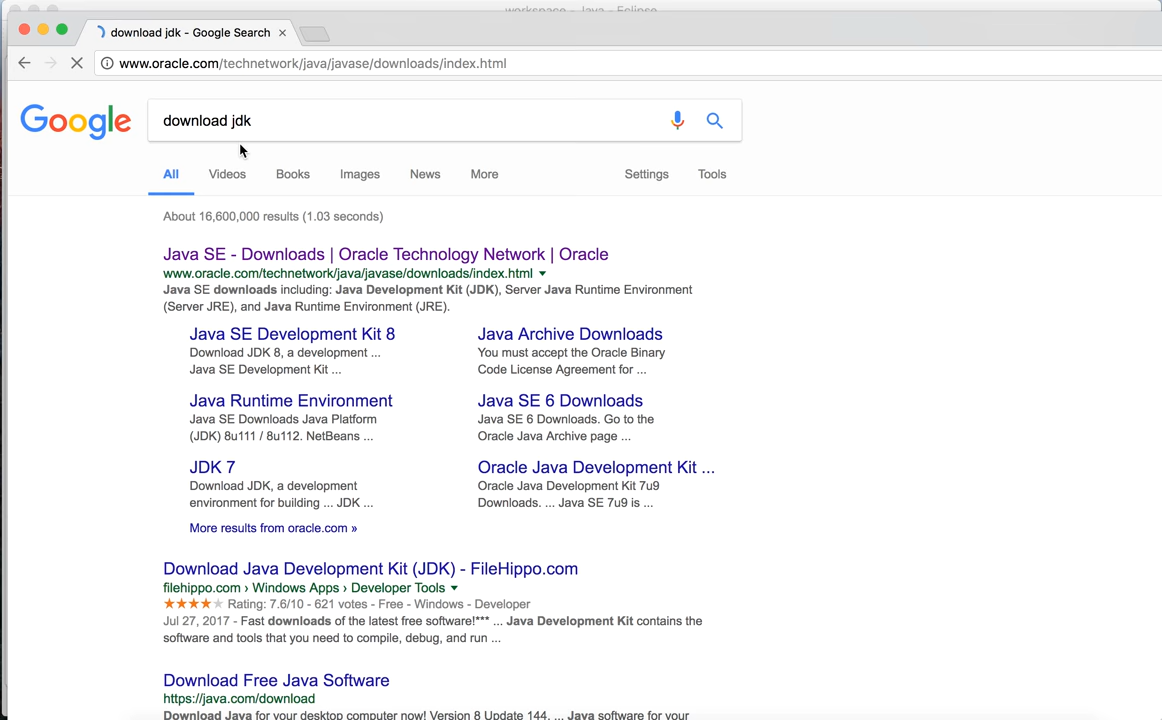 workspace - Java - Eclipse
download jdk - Google Search
www.oracle.com/technetwork/java/javase/downloads/index.html
Google
download jdk
All Videos Books Images News More Settings Tools
About 16,600,000 results (1.03 seconds)
Java SE - Downloads | Oracle Technology Network | Oracle
www.oracle.com/technetwork/java/javase/downloads/index.html
Java SE downloads including: Java Development Kit (JDK), Server Java Runtime Environment
(Server JRE), and Java Runtime Environment (JRE).
Java SE Development Kit 8
Download JDK 8, a development ...
Java SE Development Kit ...
Java Archive Downloads
You must accept the Oracle Binary
Code License Agreement for ...
Java Runtime Environment
Java SE Downloads Java Platform
(JDK) 8u111 / 8u112. NetBeans ...
Java SE 6 Downloads
Java SE 6 Downloads. Go to the
Oracle Java Archive page ...
JDK 7
Download JDK, a development
environment for building ... JDK ...
Oracle Java Development Kit ...
Oracle Java Development Kit 7u9
Downloads. ... Java SE 7u9 is ...
More results from oracle.com »
Download Java Development Kit (JDK) - FileHippo.com
filehippo.com › Windows Apps › Developer Tools
Rating: 7.6/10 - 621 votes - Free - Windows - Developer
Jul 27, 2017 - Fast downloads of the latest free software!*** ... Java Development Kit contains the
software and tools that you need to compile, debug, and run ...
Download Free Java Software
https://java.com/download
Download Java for your desktop computer now! Version 8 Update 144. ... Java software for your